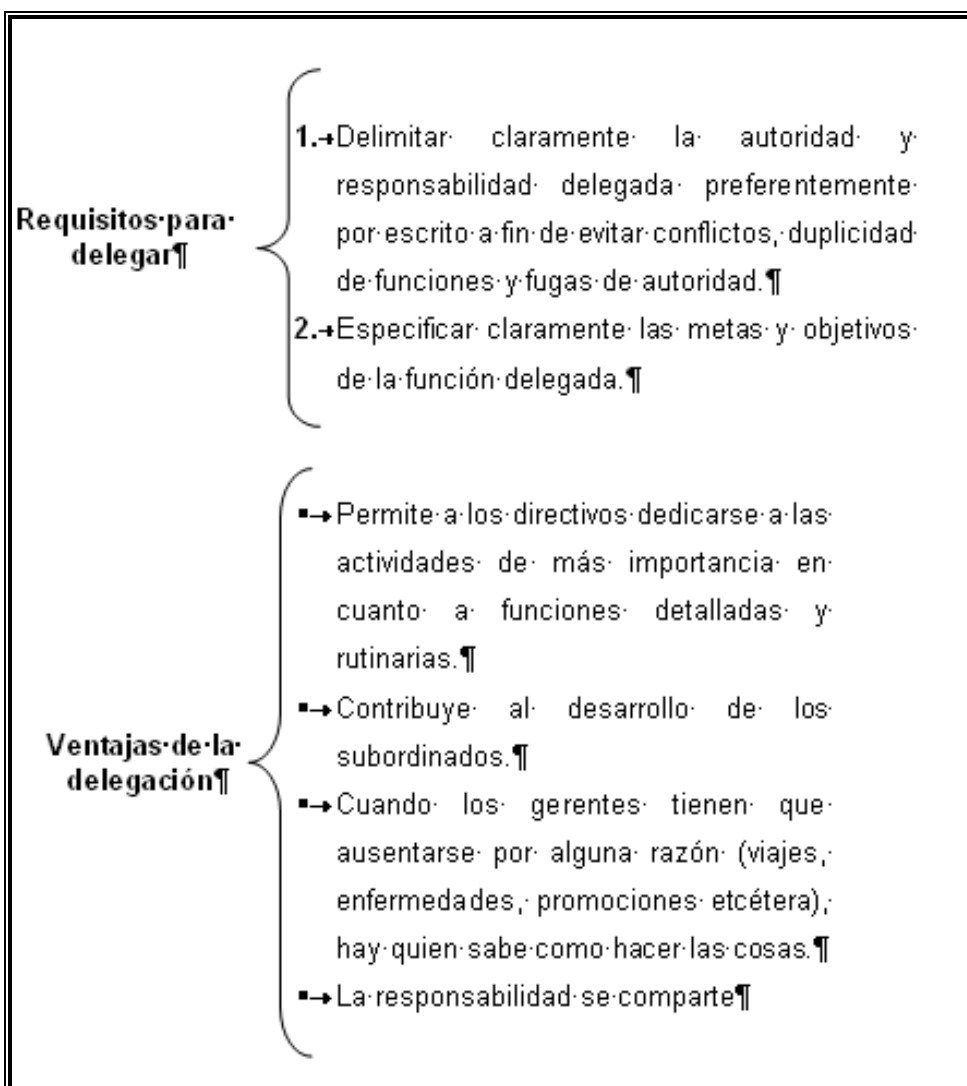 Requisitos para
delegar¶
1.→Delimitar claramente la autoridad y
responsabilidad delegada preferentemente
por escrito a fin de evitar conflictos, duplicidad
de funciones y fugas de autoridad.¶
2.→Especificar claramente las metas y objetivos
de la función delegada.¶
Ventajas de la
delegación¶
▪→Permite a los directivos dedicarse a las
actividades de más importancia en
cuanto a funciones detalladas y
rutinarias.¶
▪→Contribuye al desarrollo de los
subordinados.¶
▪→Cuando los gerentes tienen que
ausentarse por alguna razón (viajes,
enfermedades, promociones etcétera),
hay quien sabe como hacer las cosas.¶
▪→La responsabilidad se comparte¶